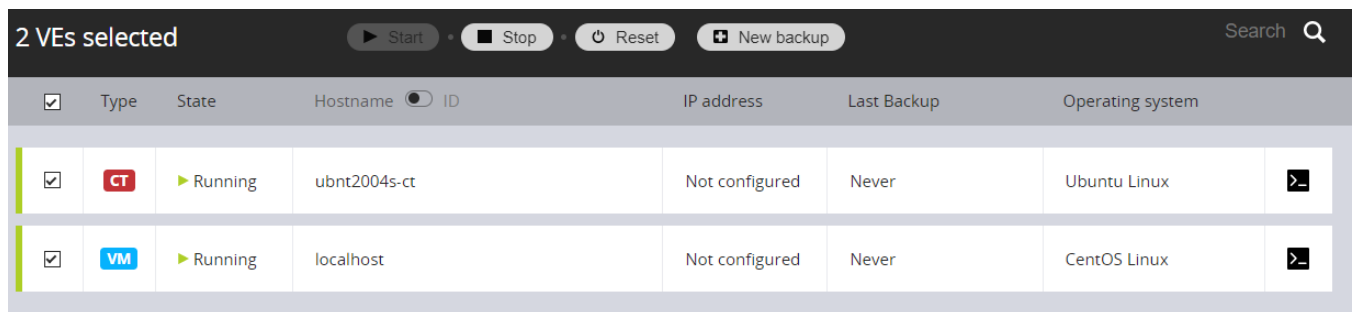 2 VEs selected Start Stop Reset New backup Search
Type State Hostname ID IP address Last Backup Operating system
CT Running ubnt2004s-ct Not configured Never Ubuntu Linux
VM Running localhost Not configured Never CentOS Linux